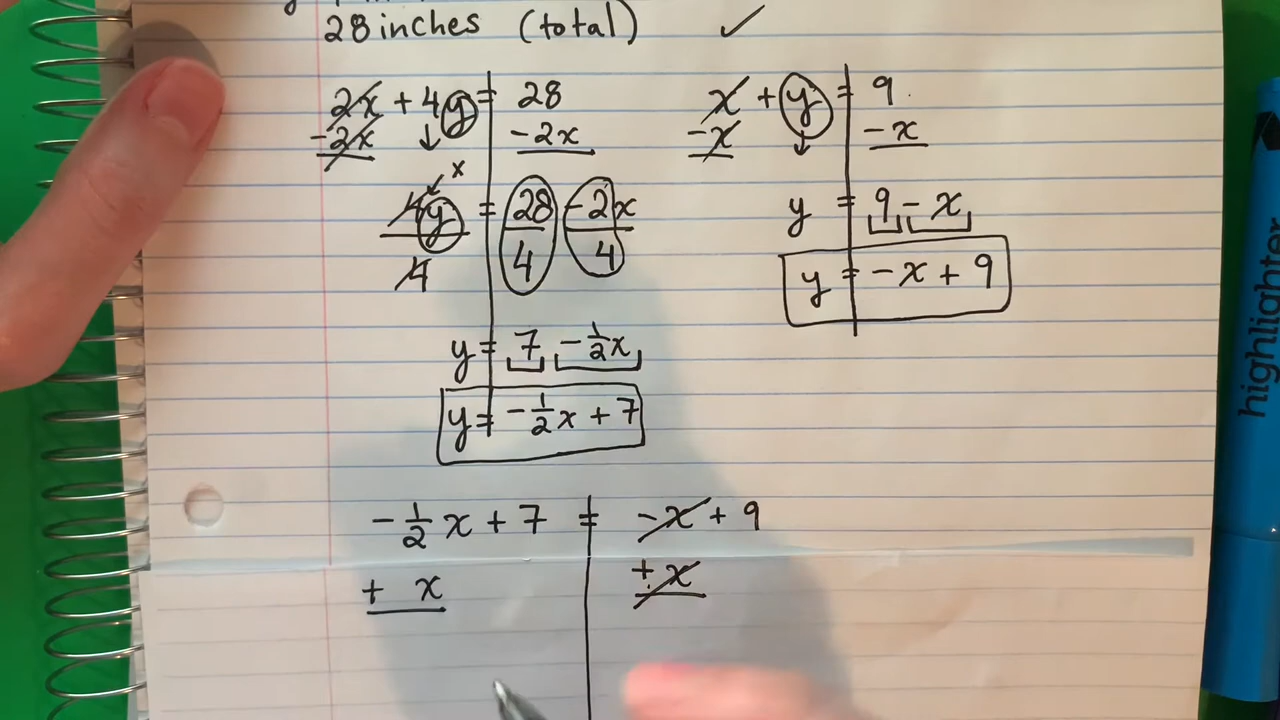 28 inches (total) ✓
2x + 4y = 28
-2x -2x
x
4y = 28 -2x
4 4 4
y = 7 -1/2x
y = -1/2x + 7
x + y = 9
-x -x
y = 9 - x
y = -x + 9
-1/2x + 7 = -x + 9
+ x + x
highlighter